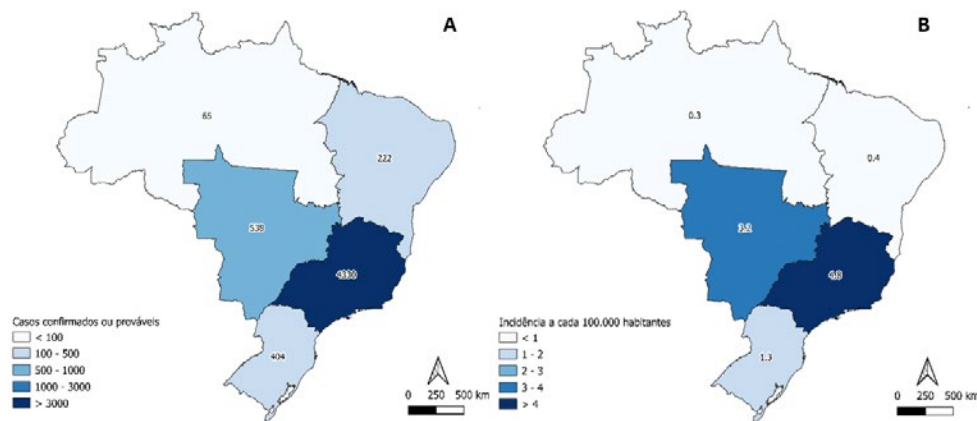 A
65
222
538
4330
404
Casos confirmados ou prováveis
< 100
100 - 500
500 - 1000
1000 - 3000
> 3000
0 250 500 km
B
0.3
0.4
3.2
4.8
1.3
Incidência a cada 100.000 habitantes
< 1
1 - 2
2 - 3
3 - 4
> 4
0 250 500 km